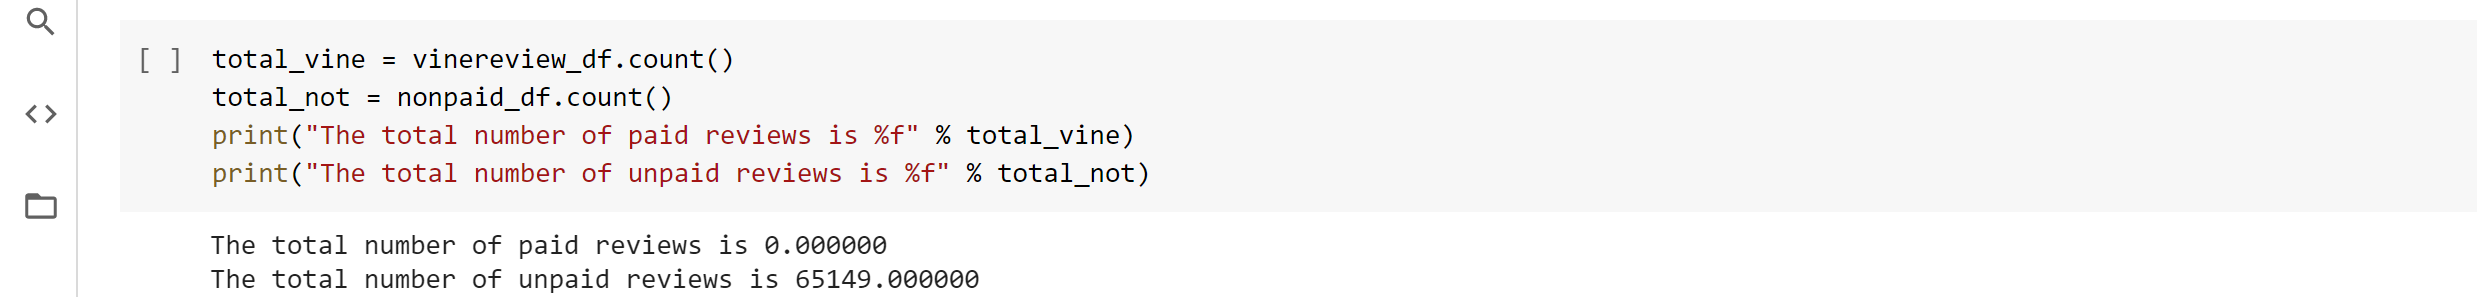 [ ] total_vine = vinereview_df.count()
total_not = nonpaid_df.count()
print("The total number of paid reviews is %f" % total_vine)
print("The total number of unpaid reviews is %f" % total_not)
The total number of paid reviews is 0.000000
The total number of unpaid reviews is 65149.000000